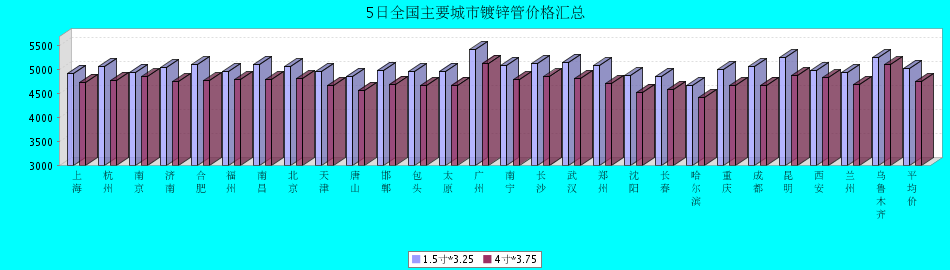 5日全国主要城市镀锌管价格汇总
5500
5000
4500
4000
3500
3000
上海
杭州
南京
济南
合肥
福州
南昌
北京
天津
唐山
邯郸
包头
太原
广州
南宁
长沙
武汉
郑州
沈阳
长春
哈尔滨
重庆
成都
昆明
西安
兰州
乌鲁木齐
平均价
1.5寸*3.25 4寸*3.75